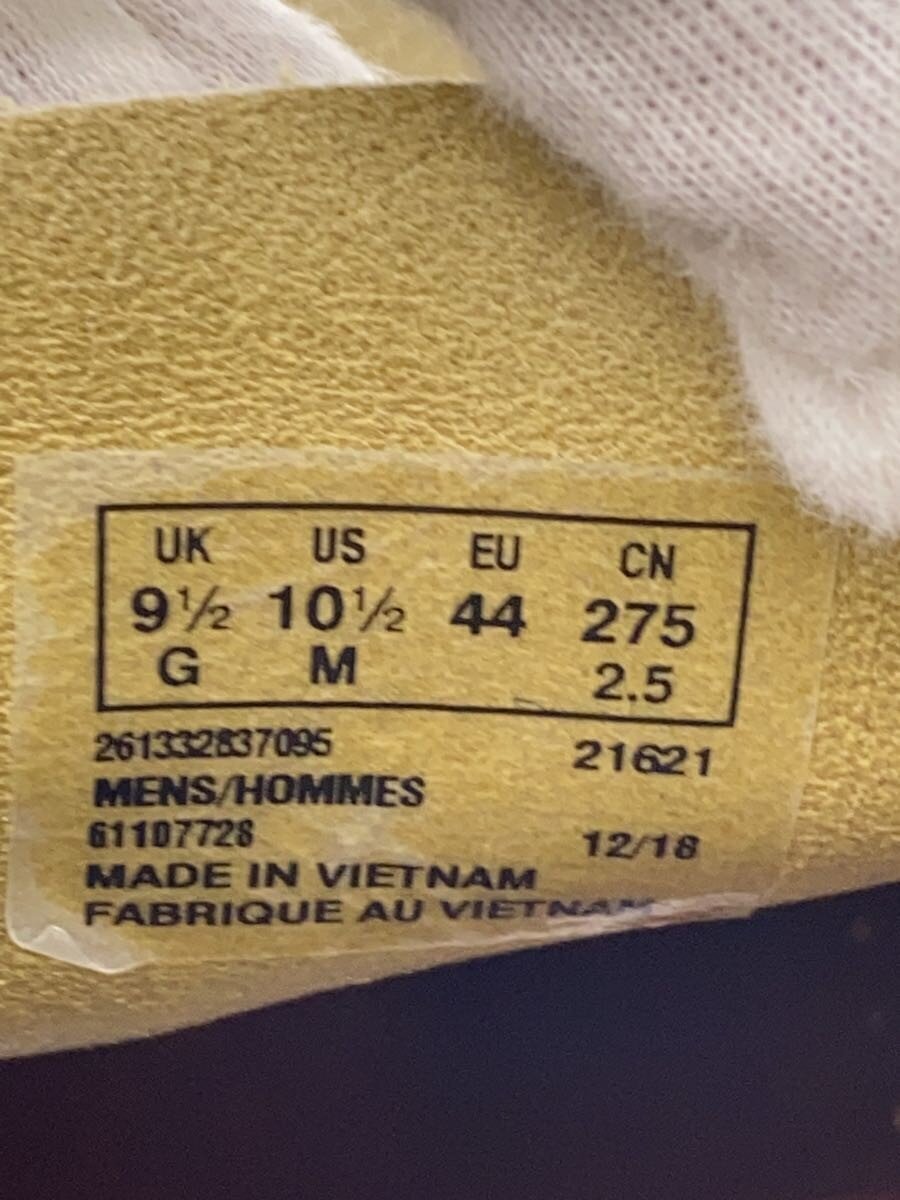 UK US EU CN
9½ 10½ 44 275
G M 2.5
261332837095 21621
MENS/HOMMES
61107728 12/18
MADE IN VIETNAM
FABRIQUE AU VIETNAM